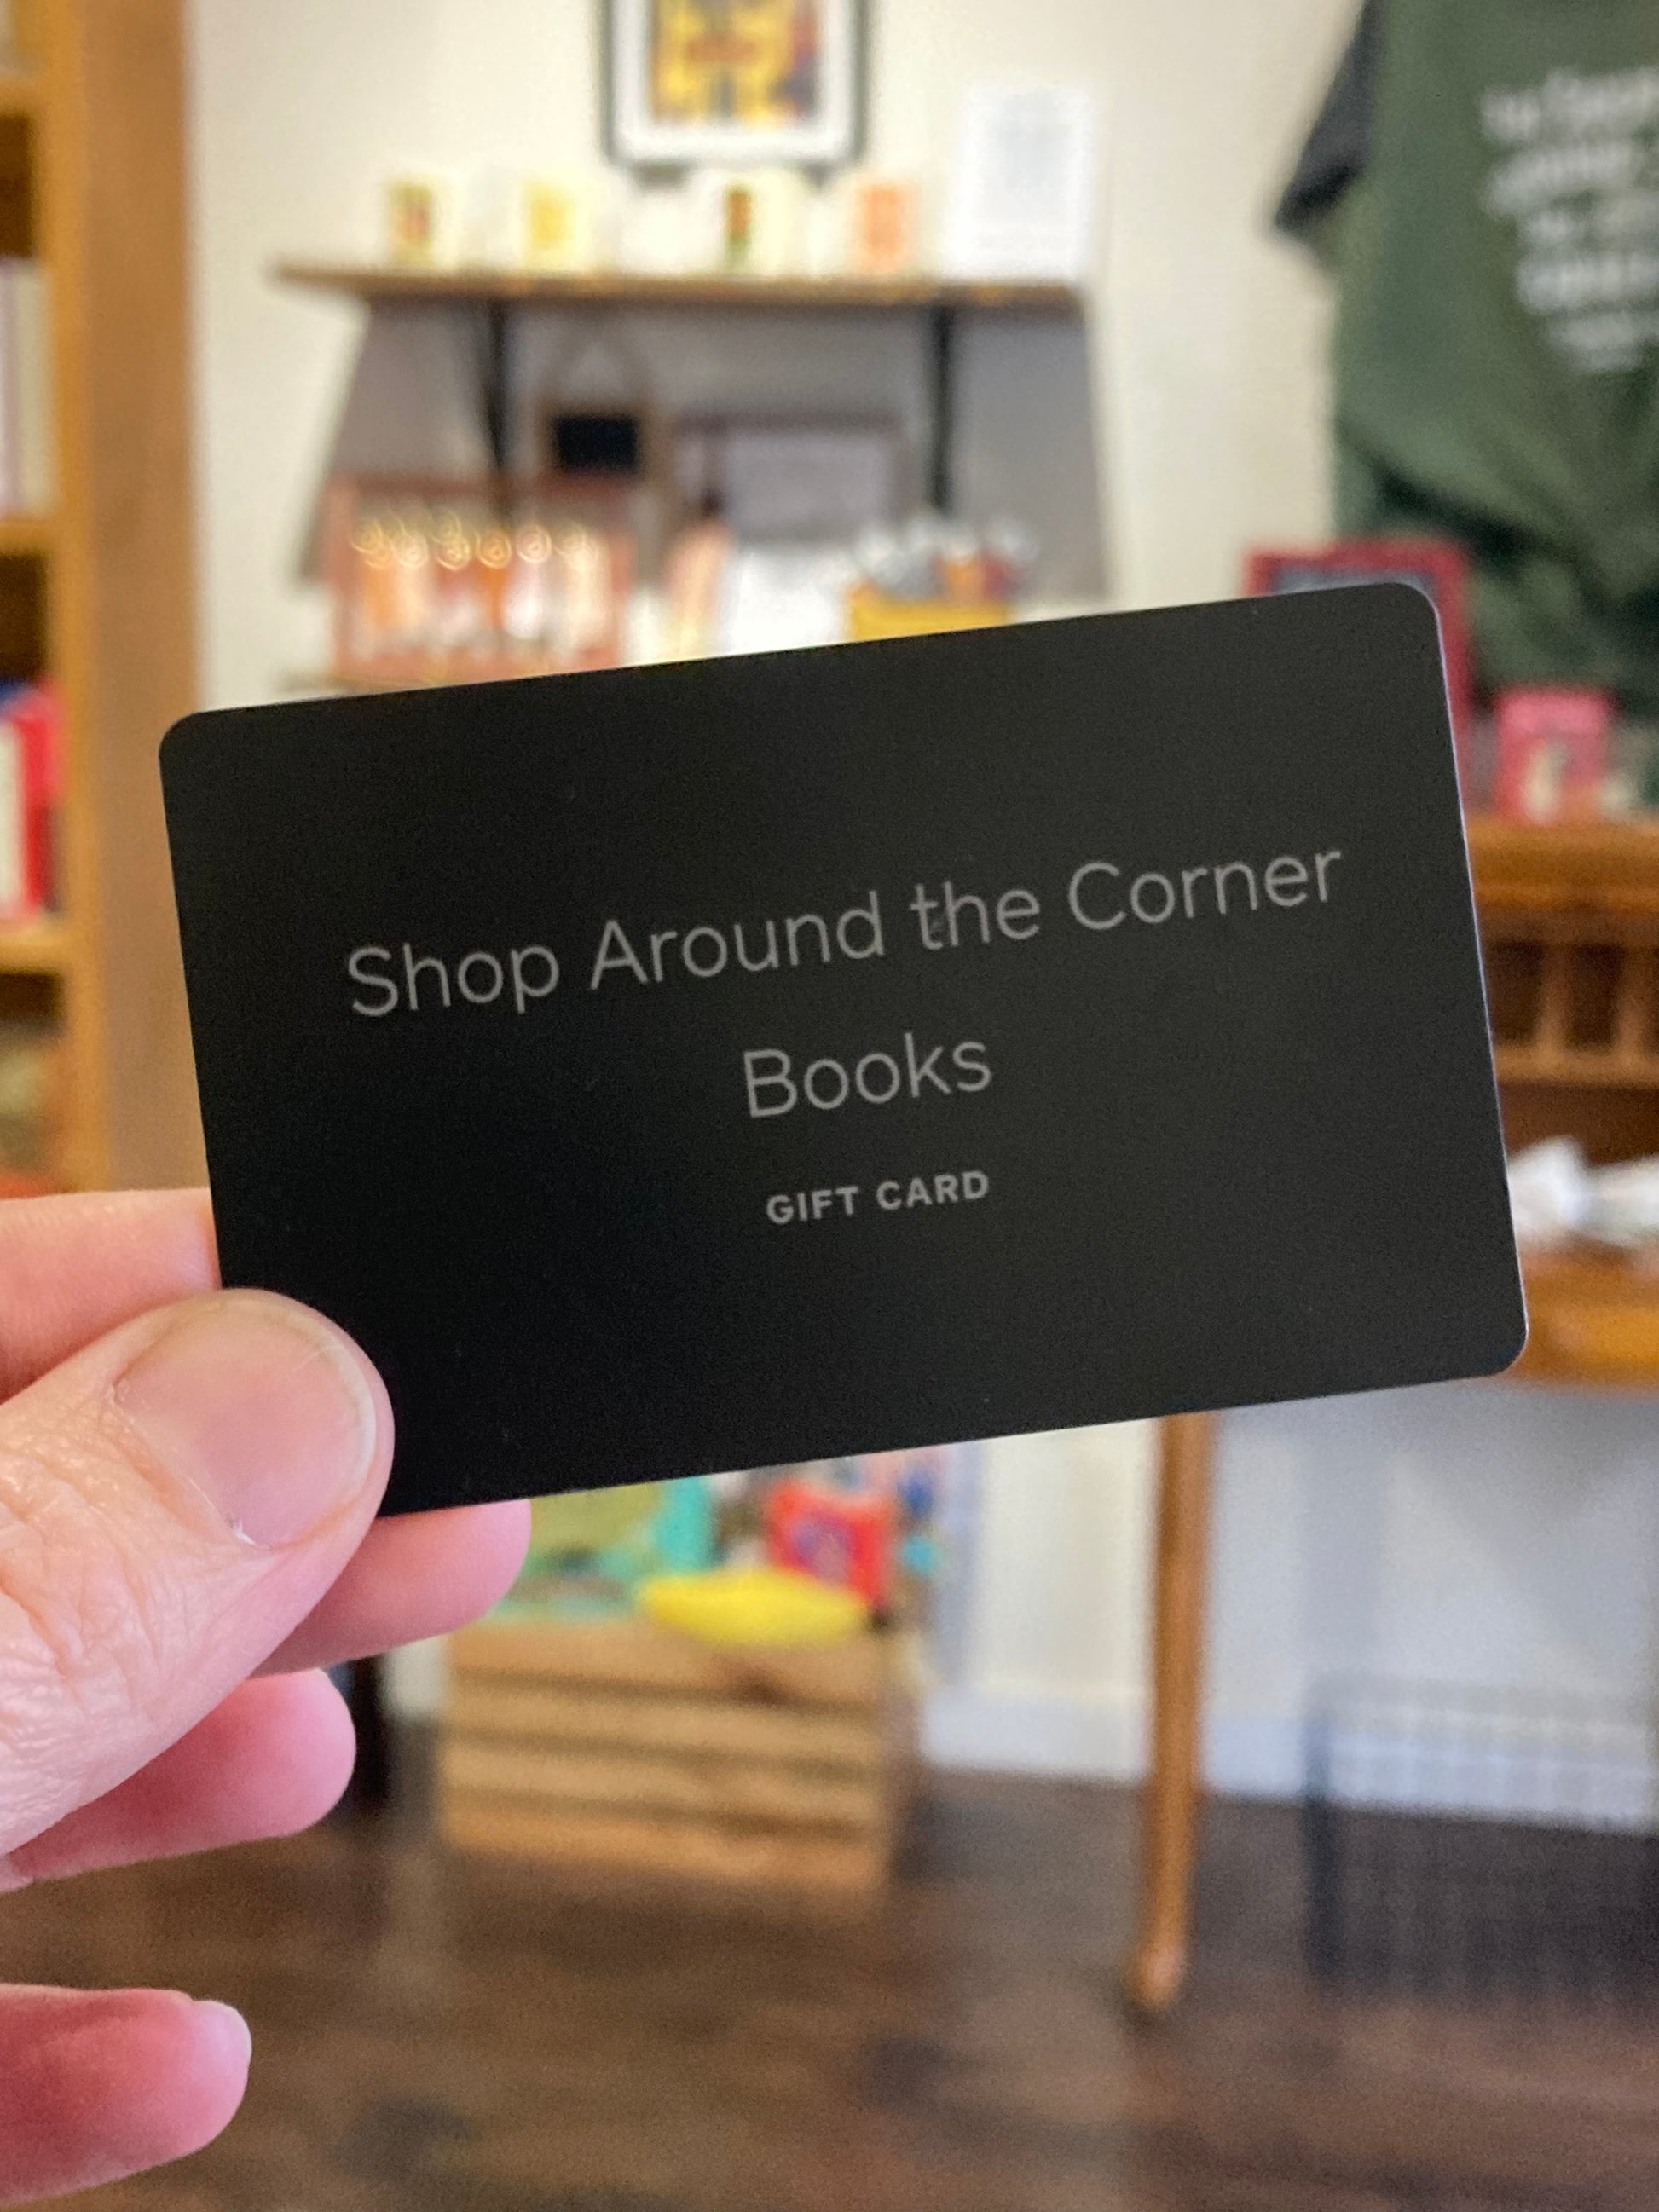 Shop Around the Corner
Books
GIFT CARD